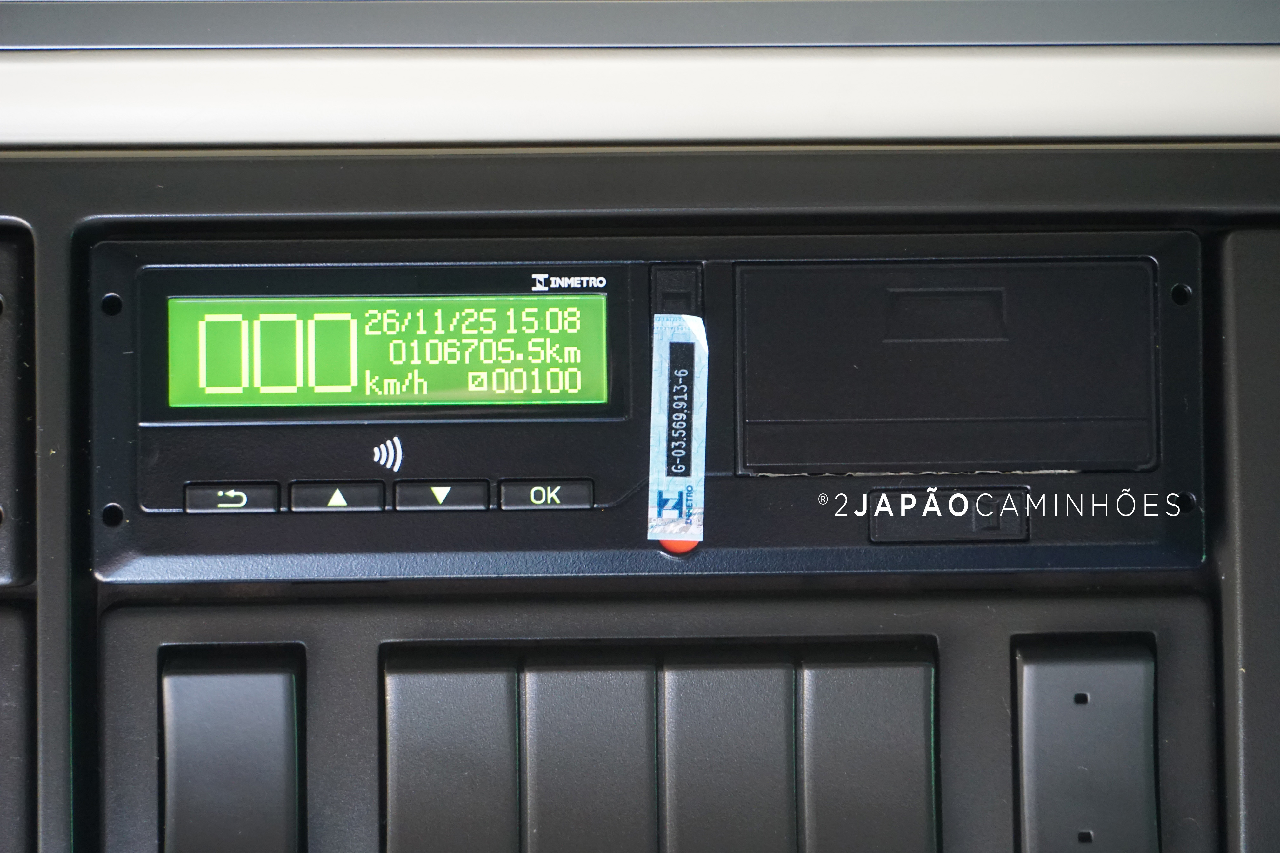 INMETRO
000
26/11/25 15:08
0106705.5km
km/h 00100
OK
G-03.569.913-6
INMETRO
®2JAPÃOCAMINHÕES